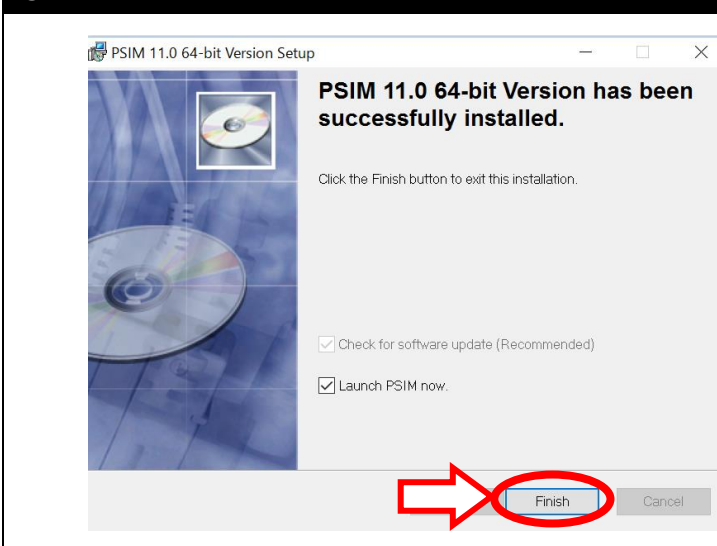 PSIM 11.0 64-bit Version Setup
PSIM 11.0 64-bit Version has been
successfully installed.
Click the Finish button to exit this installation.
Check for software update (Recommended)
Launch PSIM now.
Finish
Cancel